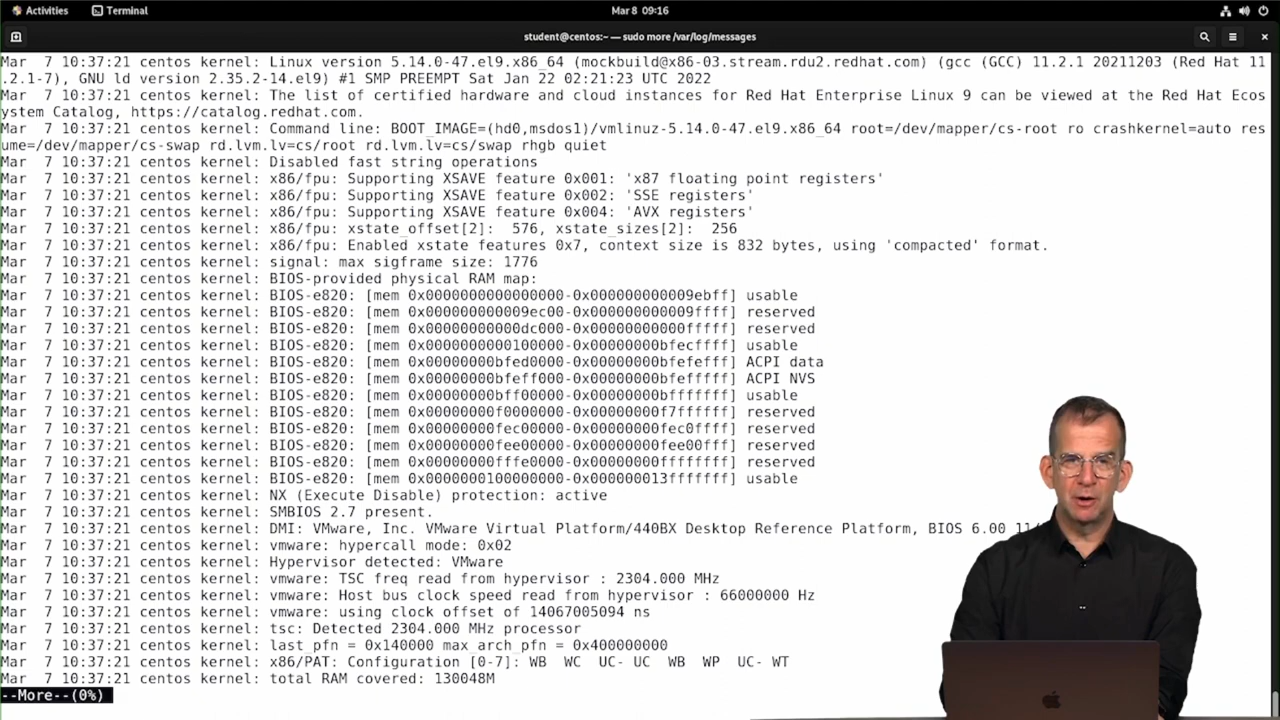 Activities
Terminal
Mar 8 09:16
student@centos:~ — sudo more /var/log/messages
Mar  7 10:37:21 centos kernel: Linux version 5.14.0-47.el9.x86_64 (mockbuild@x86-03.stream.rdu2.redhat.com) (gcc (GCC) 11.2.1 20211203 (Red Hat 11
.2.1-7), GNU ld version 2.35.2-14.el9) #1 SMP PREEMPT Sat Jan 22 02:21:23 UTC 2022
Mar  7 10:37:21 centos kernel: The list of certified hardware and cloud instances for Red Hat Enterprise Linux 9 can be viewed at the Red Hat Ecos
ystem Catalog, https://catalog.redhat.com.
Mar  7 10:37:21 centos kernel: Command line: BOOT_IMAGE=(hd0,msdos1)/vmlinuz-5.14.0-47.el9.x86_64 root=/dev/mapper/cs-root ro crashkernel=auto res
ume=/dev/mapper/cs-swap rd.lvm.lv=cs/root rd.lvm.lv=cs/swap rhgb quiet
Mar  7 10:37:21 centos kernel: Disabled fast string operations
Mar  7 10:37:21 centos kernel: x86/fpu: Supporting XSAVE feature 0x001: 'x87 floating point registers'
Mar  7 10:37:21 centos kernel: x86/fpu: Supporting XSAVE feature 0x002: 'SSE registers'
Mar  7 10:37:21 centos kernel: x86/fpu: Supporting XSAVE feature 0x004: 'AVX registers'
Mar  7 10:37:21 centos kernel: x86/fpu: xstate_offset[2]:  576, xstate_sizes[2]:  256
Mar  7 10:37:21 centos kernel: x86/fpu: Enabled xstate features 0x7, context size is 832 bytes, using 'compacted' format.
Mar  7 10:37:21 centos kernel: signal: max sigframe size: 1776
Mar  7 10:37:21 centos kernel: BIOS-provided physical RAM map:
Mar  7 10:37:21 centos kernel: BIOS-e820: [mem 0x0000000000000000-0x000000000009ebff] usable
Mar  7 10:37:21 centos kernel: BIOS-e820: [mem 0x000000000009ec00-0x000000000009ffff] reserved
Mar  7 10:37:21 centos kernel: BIOS-e820: [mem 0x00000000000dc000-0x00000000000fffff] reserved
Mar  7 10:37:21 centos kernel: BIOS-e820: [mem 0x0000000000100000-0x00000000bfecffff] usable
Mar  7 10:37:21 centos kernel: BIOS-e820: [mem 0x00000000bfed0000-0x00000000bfefefff] ACPI data
Mar  7 10:37:21 centos kernel: BIOS-e820: [mem 0x00000000bfeff000-0x00000000bfefffff] ACPI NVS
Mar  7 10:37:21 centos kernel: BIOS-e820: [mem 0x00000000bff00000-0x00000000bfffffff] usable
Mar  7 10:37:21 centos kernel: BIOS-e820: [mem 0x00000000f0000000-0x00000000f7ffffff] reserved
Mar  7 10:37:21 centos kernel: BIOS-e820: [mem 0x00000000fec00000-0x00000000fec0ffff] reserved
Mar  7 10:37:21 centos kernel: BIOS-e820: [mem 0x00000000fee00000-0x00000000fee00fff] reserved
Mar  7 10:37:21 centos kernel: BIOS-e820: [mem 0x00000000fffe0000-0x00000000ffffffff] reserved
Mar  7 10:37:21 centos kernel: BIOS-e820: [mem 0x0000000100000000-0x000000013fffffff] usable
Mar  7 10:37:21 centos kernel: NX (Execute Disable) protection: active
Mar  7 10:37:21 centos kernel: SMBIOS 2.7 present.
Mar  7 10:37:21 centos kernel: DMI: VMware, Inc. VMware Virtual Platform/440BX Desktop Reference Platform, BIOS 6.00
Mar  7 10:37:21 centos kernel: vmware: hypercall mode: 0x02
Mar  7 10:37:21 centos kernel: Hypervisor detected: VMware
Mar  7 10:37:21 centos kernel: vmware: TSC freq read from hypervisor : 2304.000 MHz
Mar  7 10:37:21 centos kernel: vmware: Host bus clock speed read from hypervisor : 66000000 Hz
Mar  7 10:37:21 centos kernel: vmware: using clock offset of 14067005094 ns
Mar  7 10:37:21 centos kernel: tsc: Detected 2304.000 MHz processor
Mar  7 10:37:21 centos kernel: last_pfn = 0x140000 max_arch_pfn = 0x400000000
Mar  7 10:37:21 centos kernel: x86/PAT: Configuration [0-7]: WB  WC  UC- UC  WB  WP  UC- WT
Mar  7 10:37:21 centos kernel: total RAM covered: 130048M
--More--(0%)